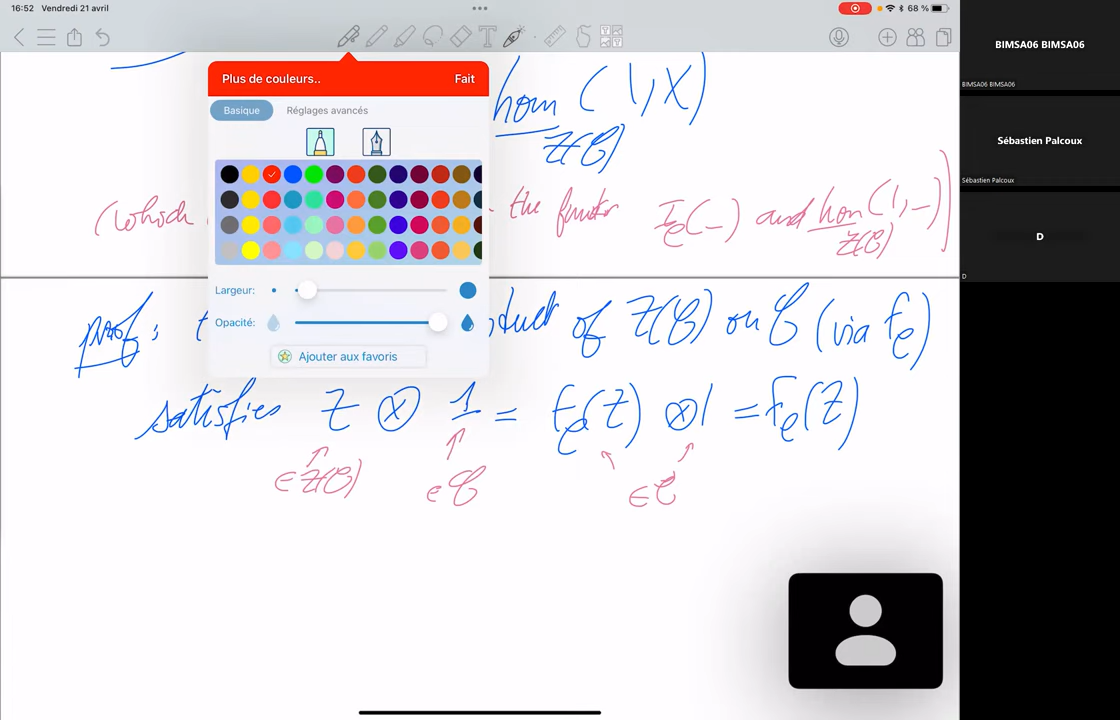 16:52 Vendredi 21 avril
68 %
Plus de couleurs.. Fait
Basique Réglages avancés
Largeur:
Opacité:
Ajouter aux favoris
hom ( 1, X )
Z(C)
(which the functor I_C(-) and hom (1, -)
Z(C)
proof: of Z(C) on C (via F_C)
satisfies Z ⊗ 1 = F_C(Z) ⊗ 1 = F_C(Z)
↑ ↑ ↑ ↑
∈ Z(C) ∈ C ∈ C
BIMSA06 BIMSA06
BIMSA06 BIMSA06
Sébastien Palcoux
Sébastien Palcoux
D
D